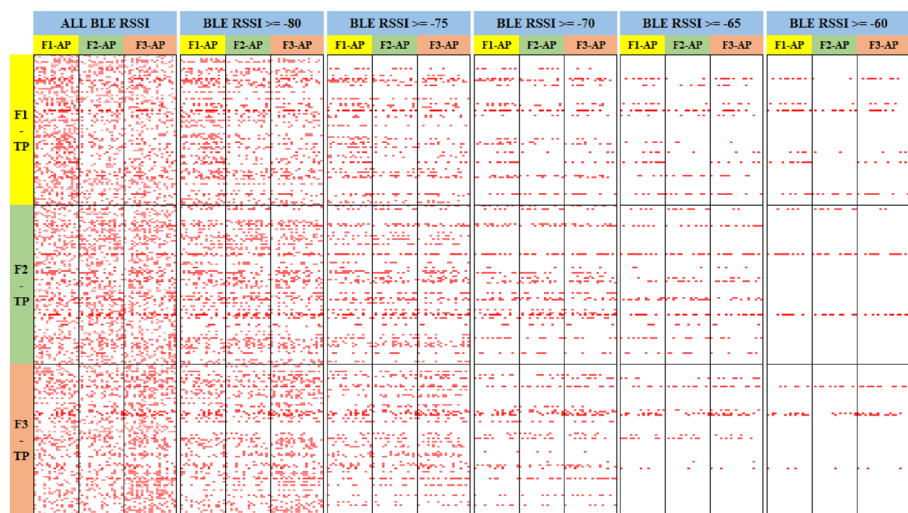 ALL BLE RSSI BLE RSSI >= -80 BLE RSSI >= -75 BLE RSSI >= -70 BLE RSSI >= -65 BLE RSSI >= -60
F1-AP F2-AP F3-AP F1-AP F2-AP F3-AP F1-AP F2-AP F3-AP F1-AP F2-AP F3-AP F1-AP F2-AP F3-AP F1-AP F2-AP F3-AP
F1
-
TP
F2
-
TP
F3
-
TP